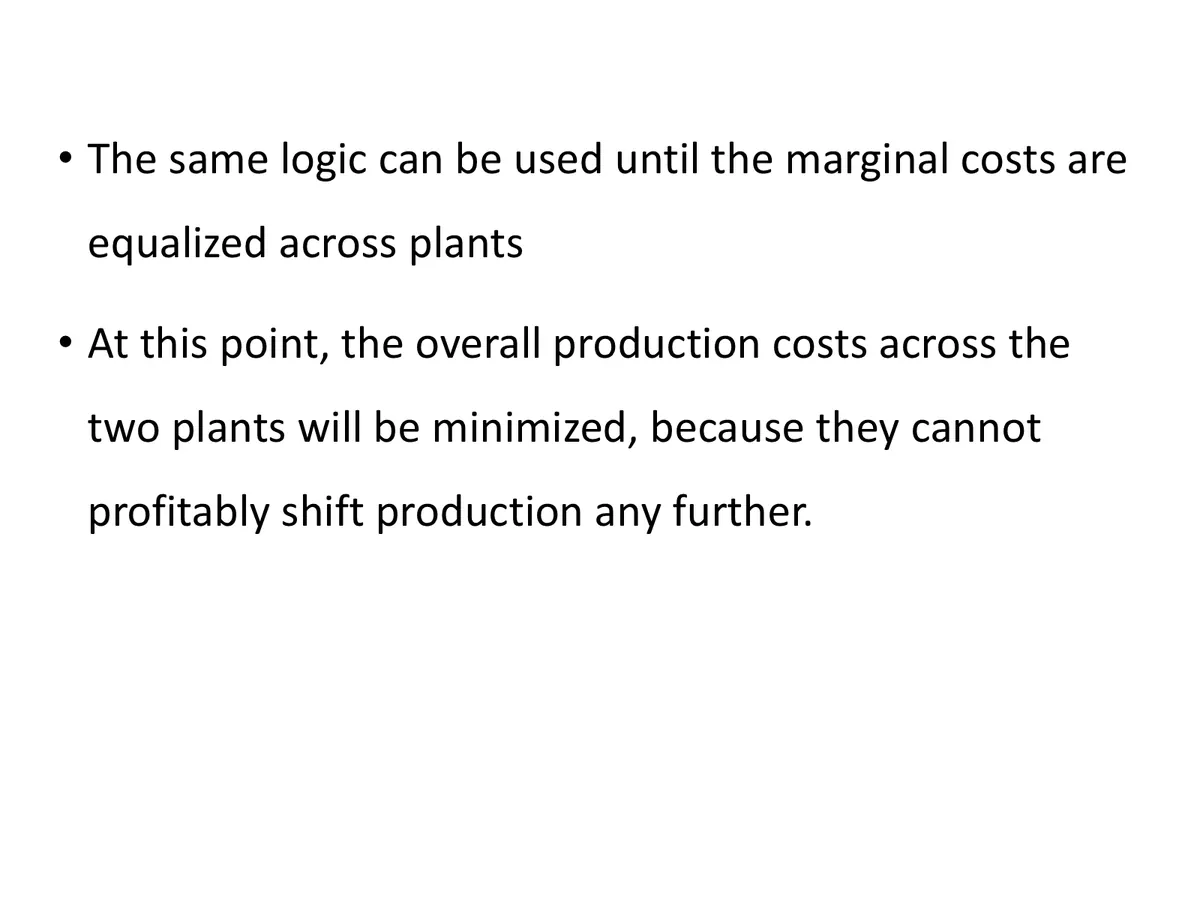 • The same logic can be used until the marginal costs are
equalized across plants
• At this point, the overall production costs across the
two plants will be minimized, because they cannot
profitably shift production any further.